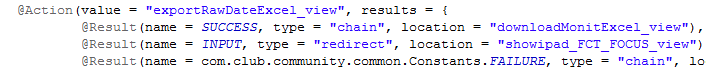 @Action(value = "exportRawDateExcel_view", results = {
@Result(name = SUCCESS, type = "chain", location = "downloadMonitExcel_view"),
@Result(name = INPUT, type = "redirect", location = "showipad_FCT_FOCUS_view")
@Result(name = com.club.community.common.Constants.FAILURE, type = "chain", lo